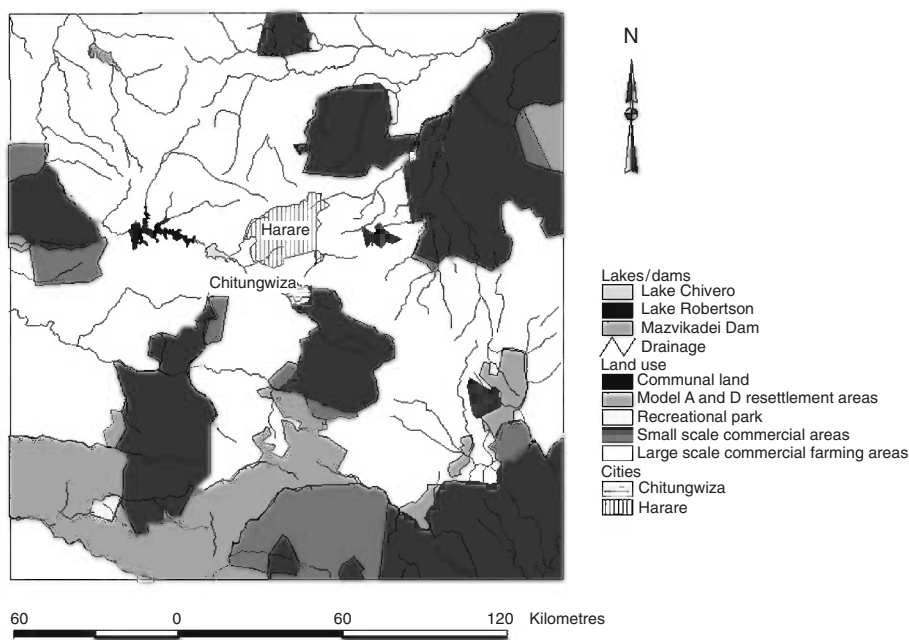 N
Harare
Chitungwiza
Lakes/dams
Lake Chivero
Lake Robertson
Mazvikadei Dam
Drainage
Land use
Communal land
Model A and D resettlement areas
Recreational park
Small scale commercial areas
Large scale commercial farming areas
Cities
Chitungwiza
Harare
60 0 60 120 Kilometres